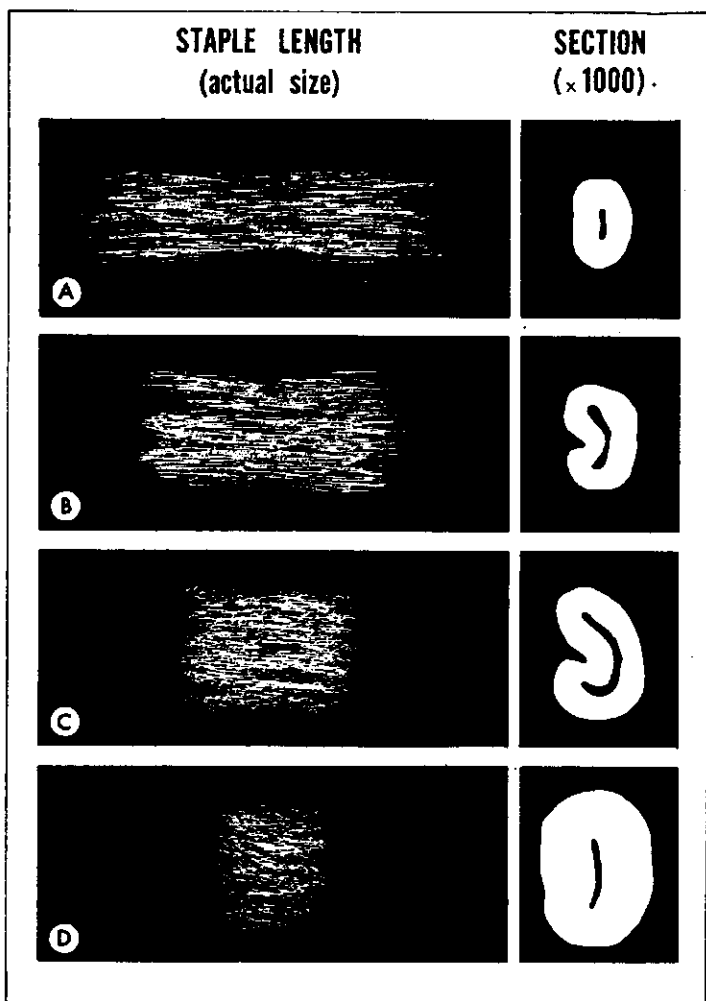 STAPLE LENGTH
(actual size)
SECTION
(×1000)
A
B
C
D